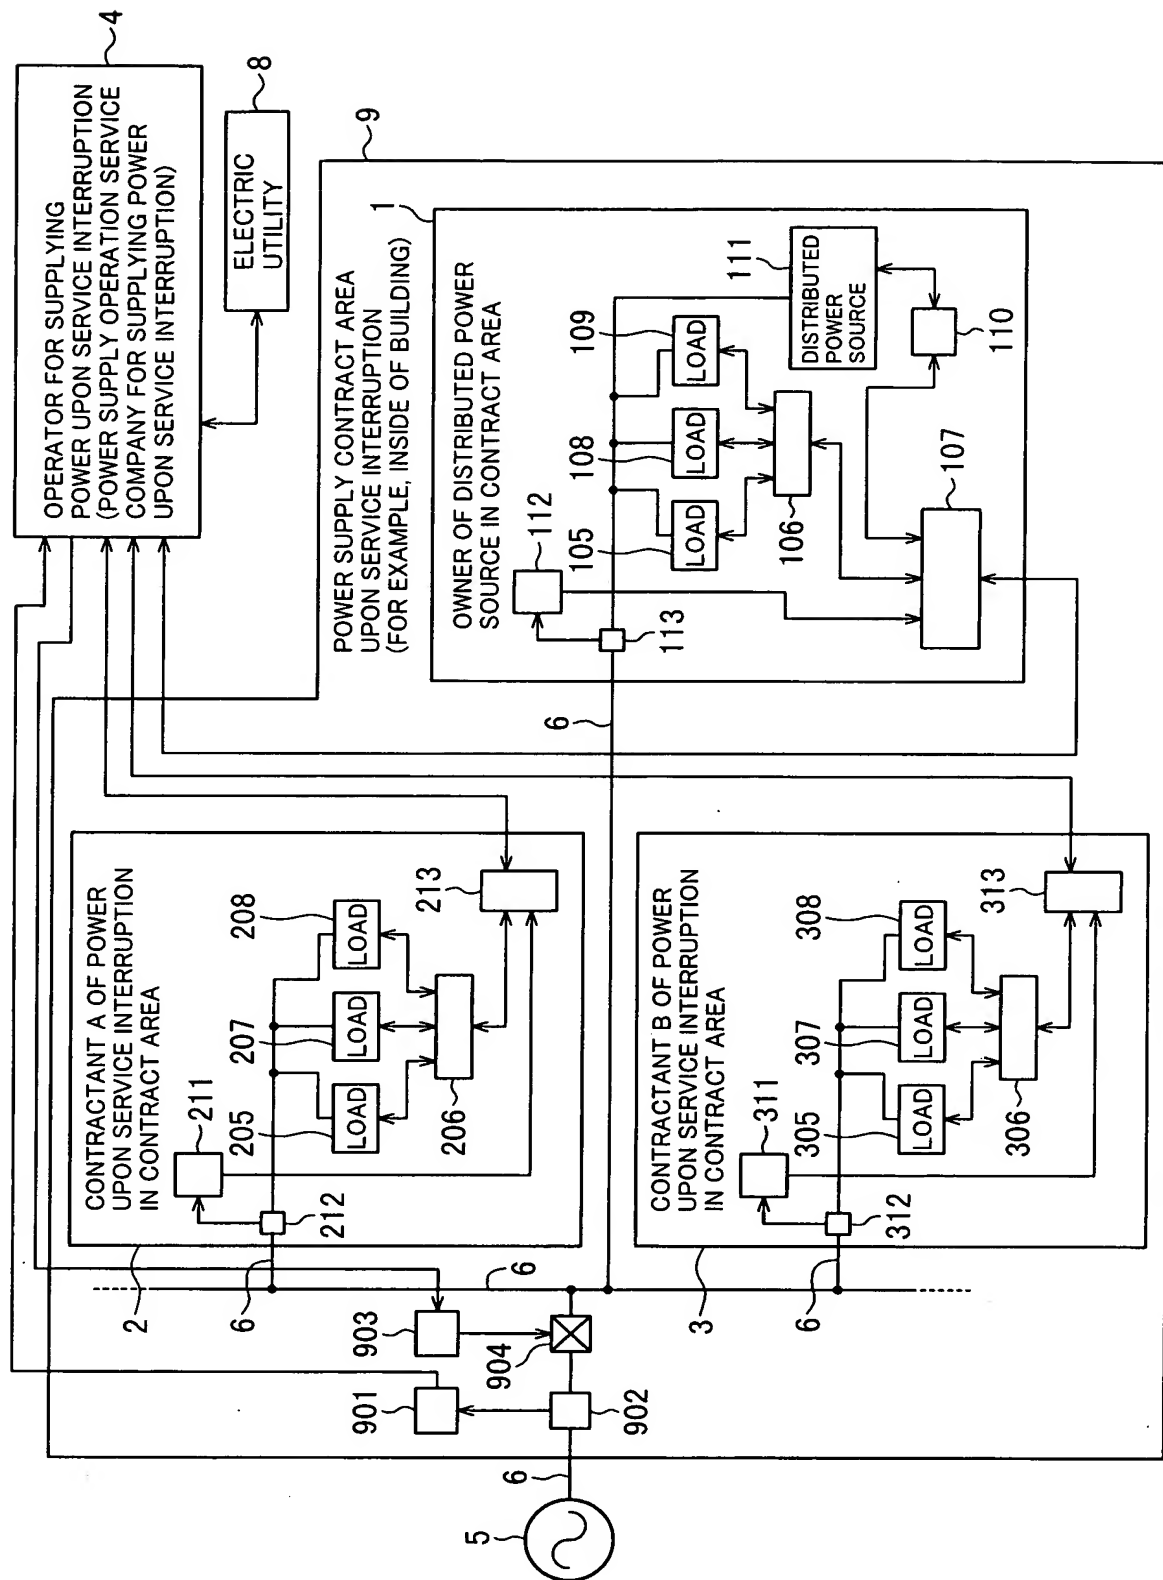 OPERATOR FOR SUPPLYING
POWER UPON SERVICE INTERRUPTION
(POWER SUPPLY OPERATION SERVICE
COMPANY FOR SUPPLYING POWER
UPON SERVICE INTERRUPTION)
4
ELECTRIC
UTILITY
8
POWER SUPPLY CONTRACT AREA
UPON SERVICE INTERRUPTION
(FOR EXAMPLE, INSIDE OF BUILDING)
9
CONTRACTANT A OF POWER
UPON SERVICE INTERRUPTION
IN CONTRACT AREA
2
211
212
205
207
208
LOAD
LOAD
LOAD
206
213
6
OWNER OF DISTRIBUTED POWER
SOURCE IN CONTRACT AREA
1
112
113
105
108
109
LOAD
LOAD
LOAD
106
111
DISTRIBUTED
POWER
SOURCE
110
107
6
CONTRACTANT B OF POWER
UPON SERVICE INTERRUPTION
IN CONTRACT AREA
3
311
312
305
307
308
LOAD
LOAD
LOAD
306
313
6
6
903
904
901
902
6
5